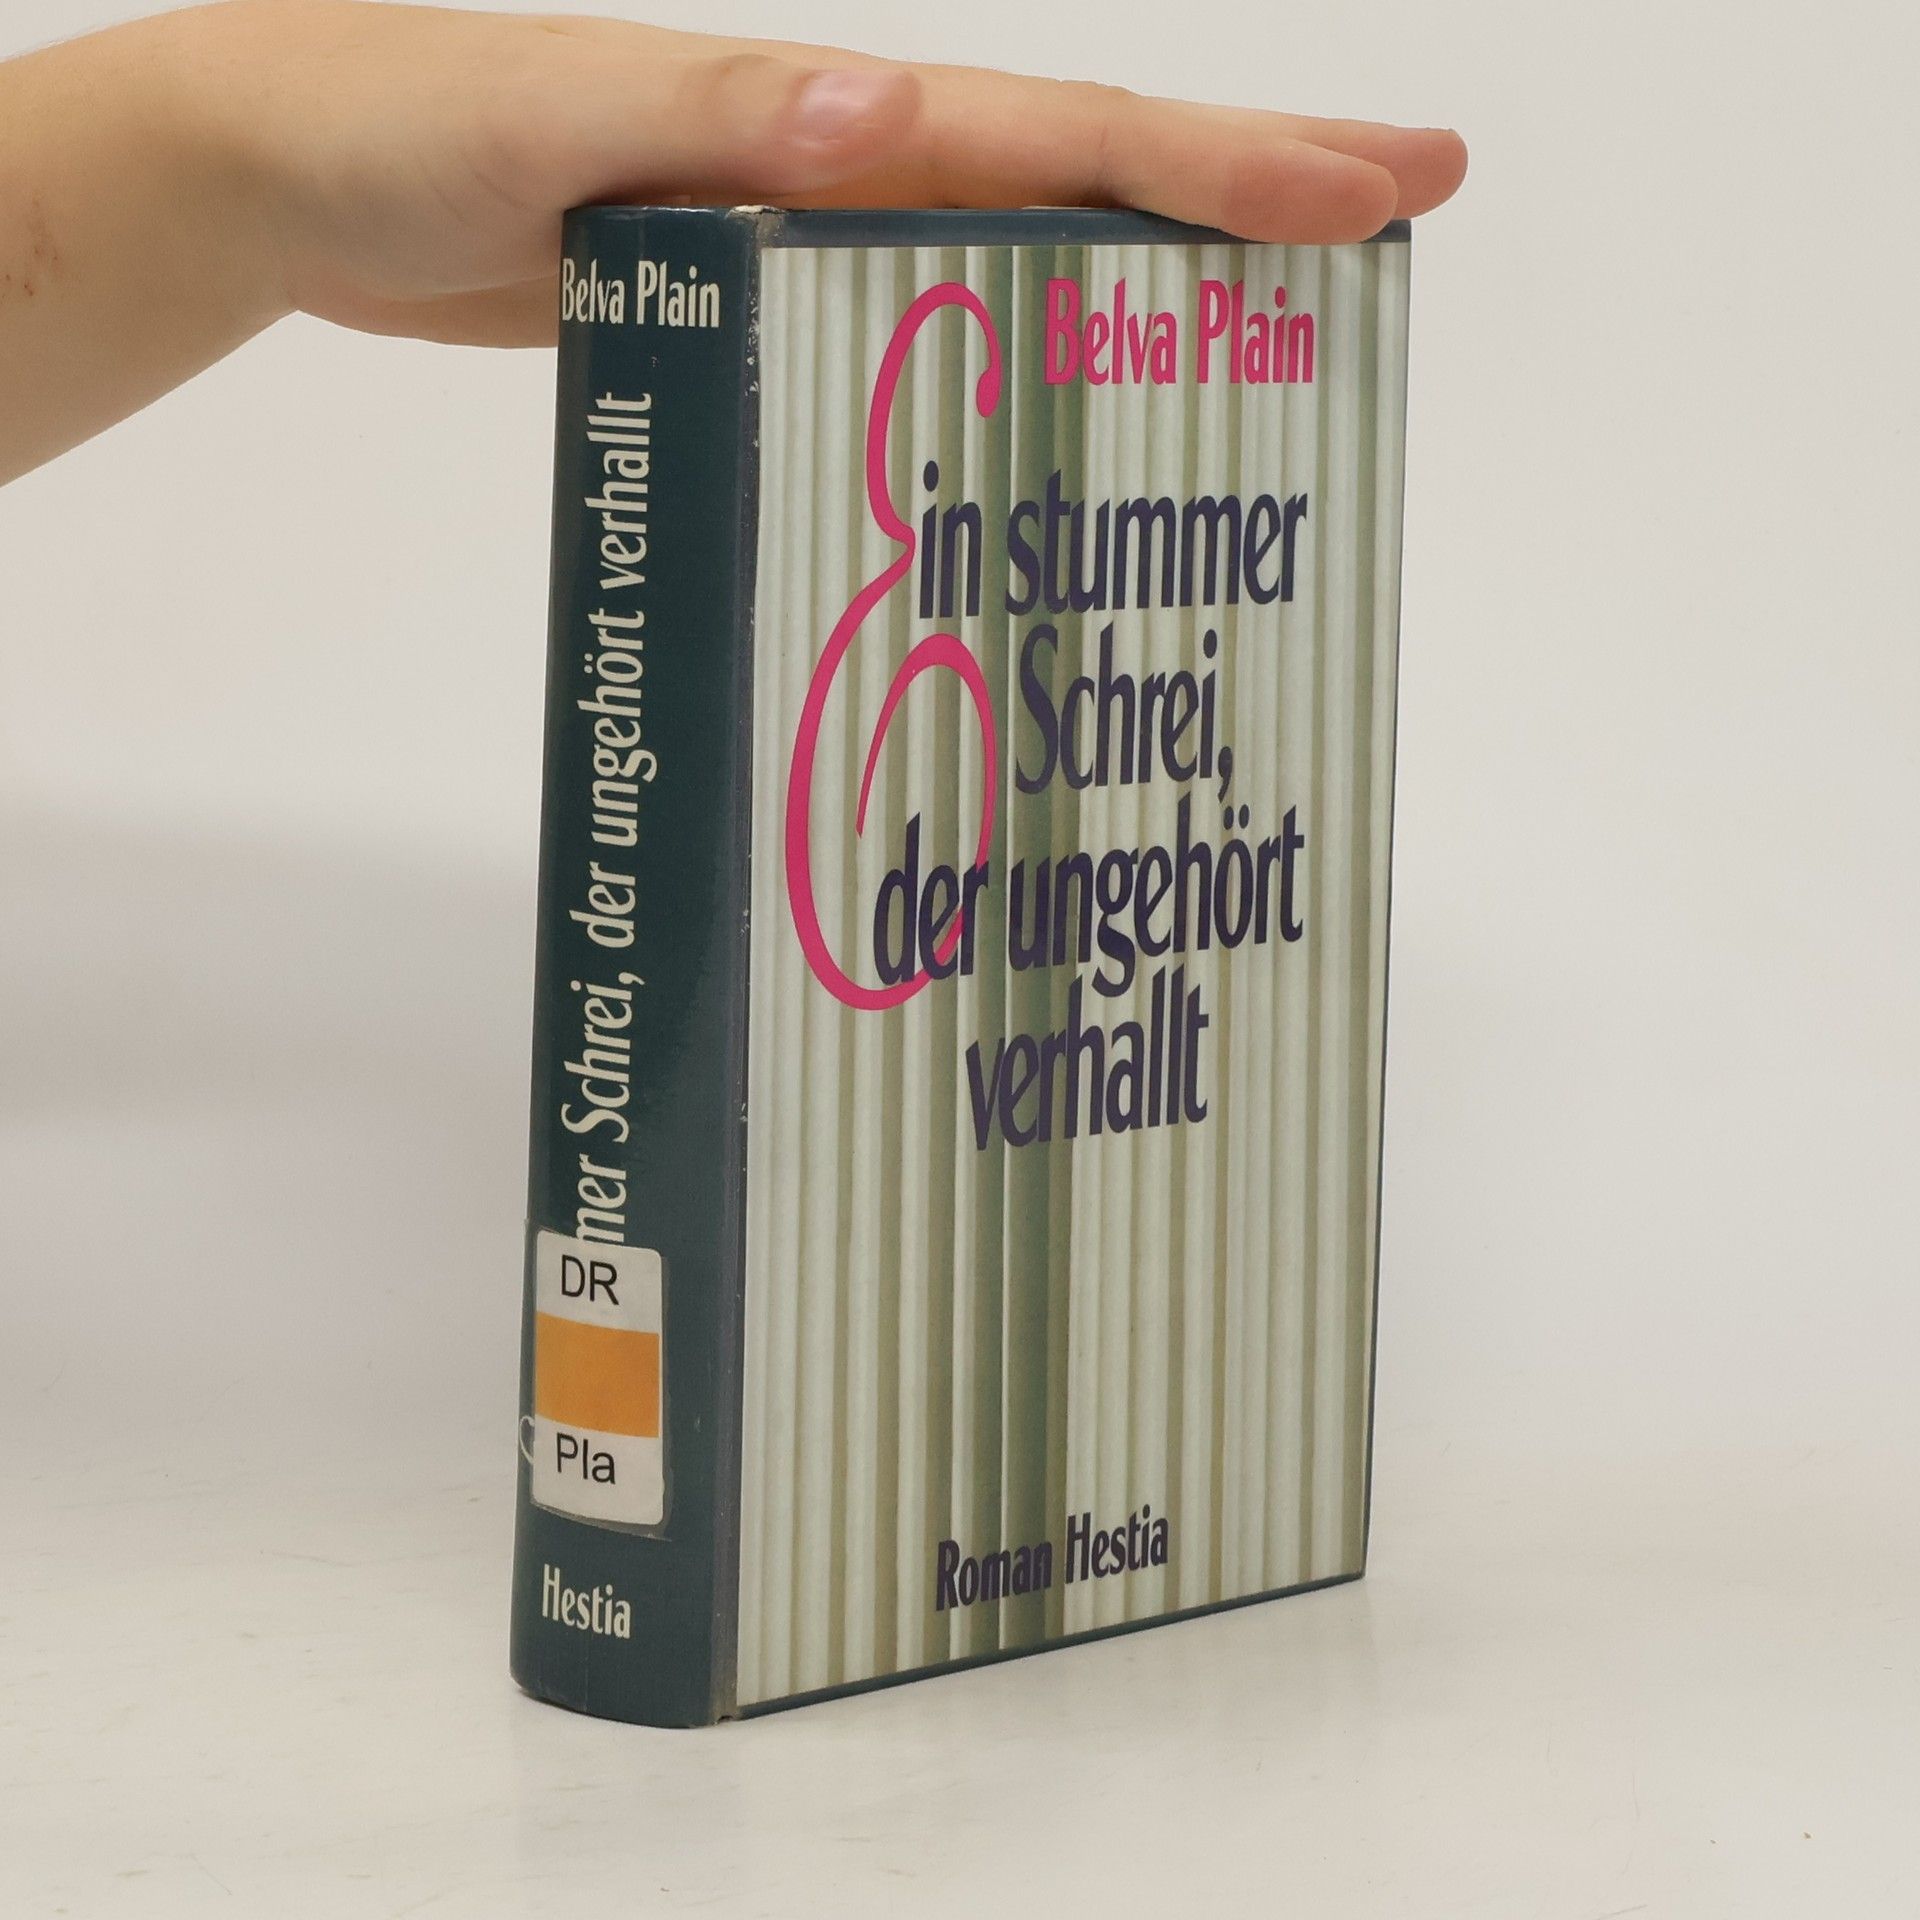 Belva Plain
mer Schrei, der ungehört verhallt
DR
Pla
Hestia
Belva Plain
Ein stummer
Schrei,
der ungehört
verhallt
Roman Hestia